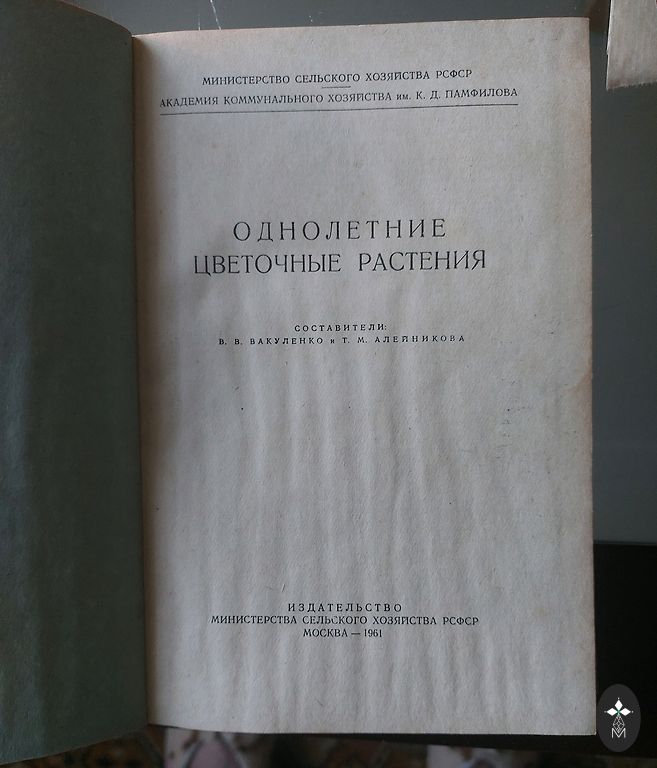 МИНИСТЕРСТВО СЕЛЬСКОГО ХОЗЯЙСТВА РСФСР
АКАДЕМИЯ КОММУНАЛЬНОГО ХОЗЯЙСТВА им. К. Д. ПАМФИЛОВА
ОДНОЛЕТНИЕ
ЦВЕТОЧНЫЕ РАСТЕНИЯ
СОСТАВИТЕЛИ:
В. В. ВАКУЛЕНКО и Т. М. АЛЕЙНИКОВА
ИЗДАТЕЛЬСТВО
МИНИСТЕРСТВА СЕЛЬСКОГО ХОЗЯЙСТВА РСФСР
МОСКВА — 1961
М